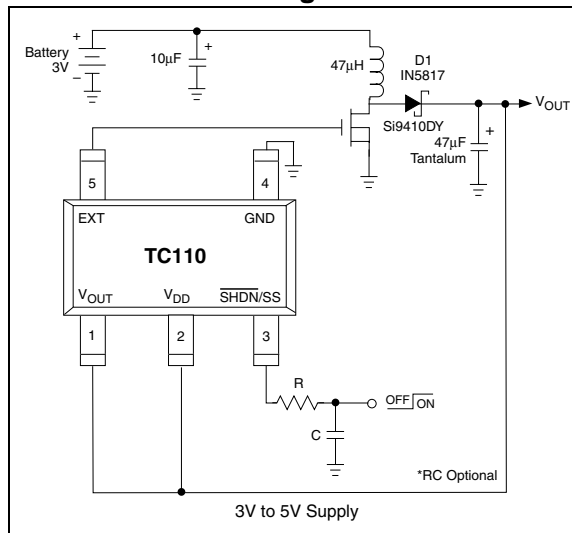 Battery
3V
+
–
10µF
+
47µH
D1
IN5817
Si9410DY
VOUT
47µF
Tantalum
+
5
4
EXT
GND
TC110
VOUT
VDD
SHDN/SS
1
2
3
R
OFF ON
C
*RC Optional
3V to 5V Supply